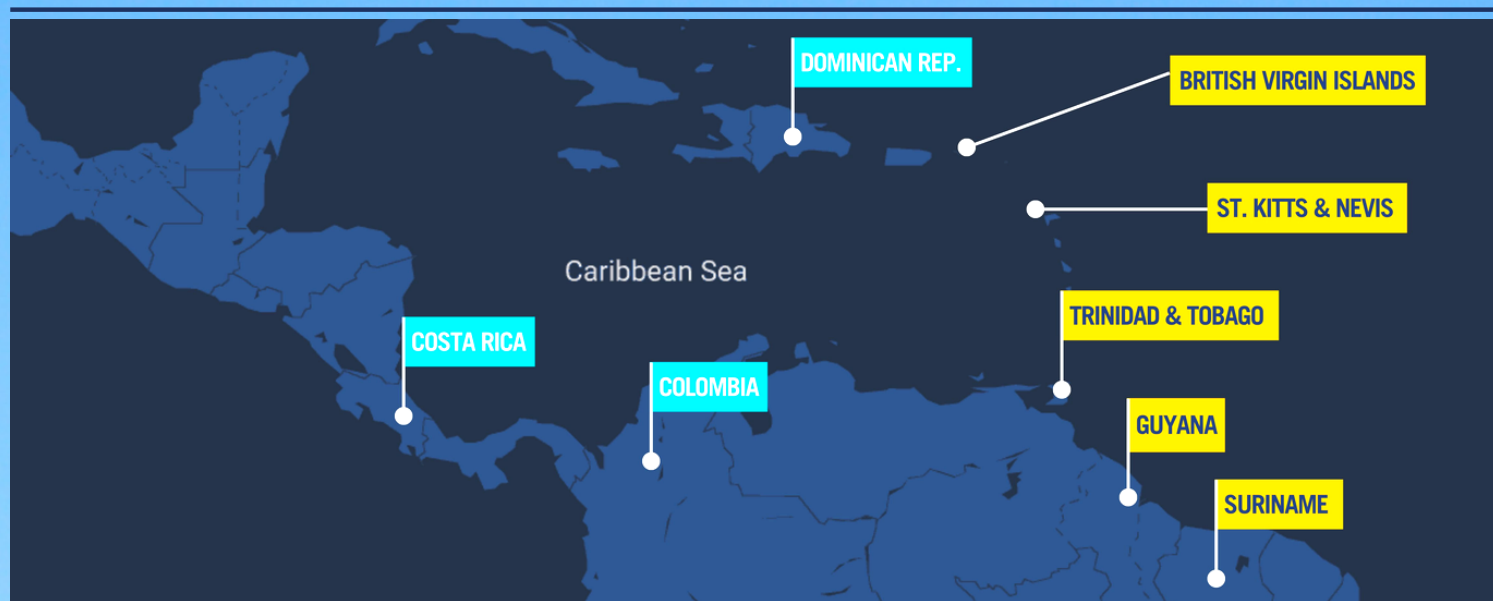 DOMINICAN REP.
BRITISH VIRGIN ISLANDS
ST. KITTS & NEVIS
Caribbean Sea
TRINIDAD & TOBAGO
COSTA RICA
COLOMBIA
GUYANA
SURINAME